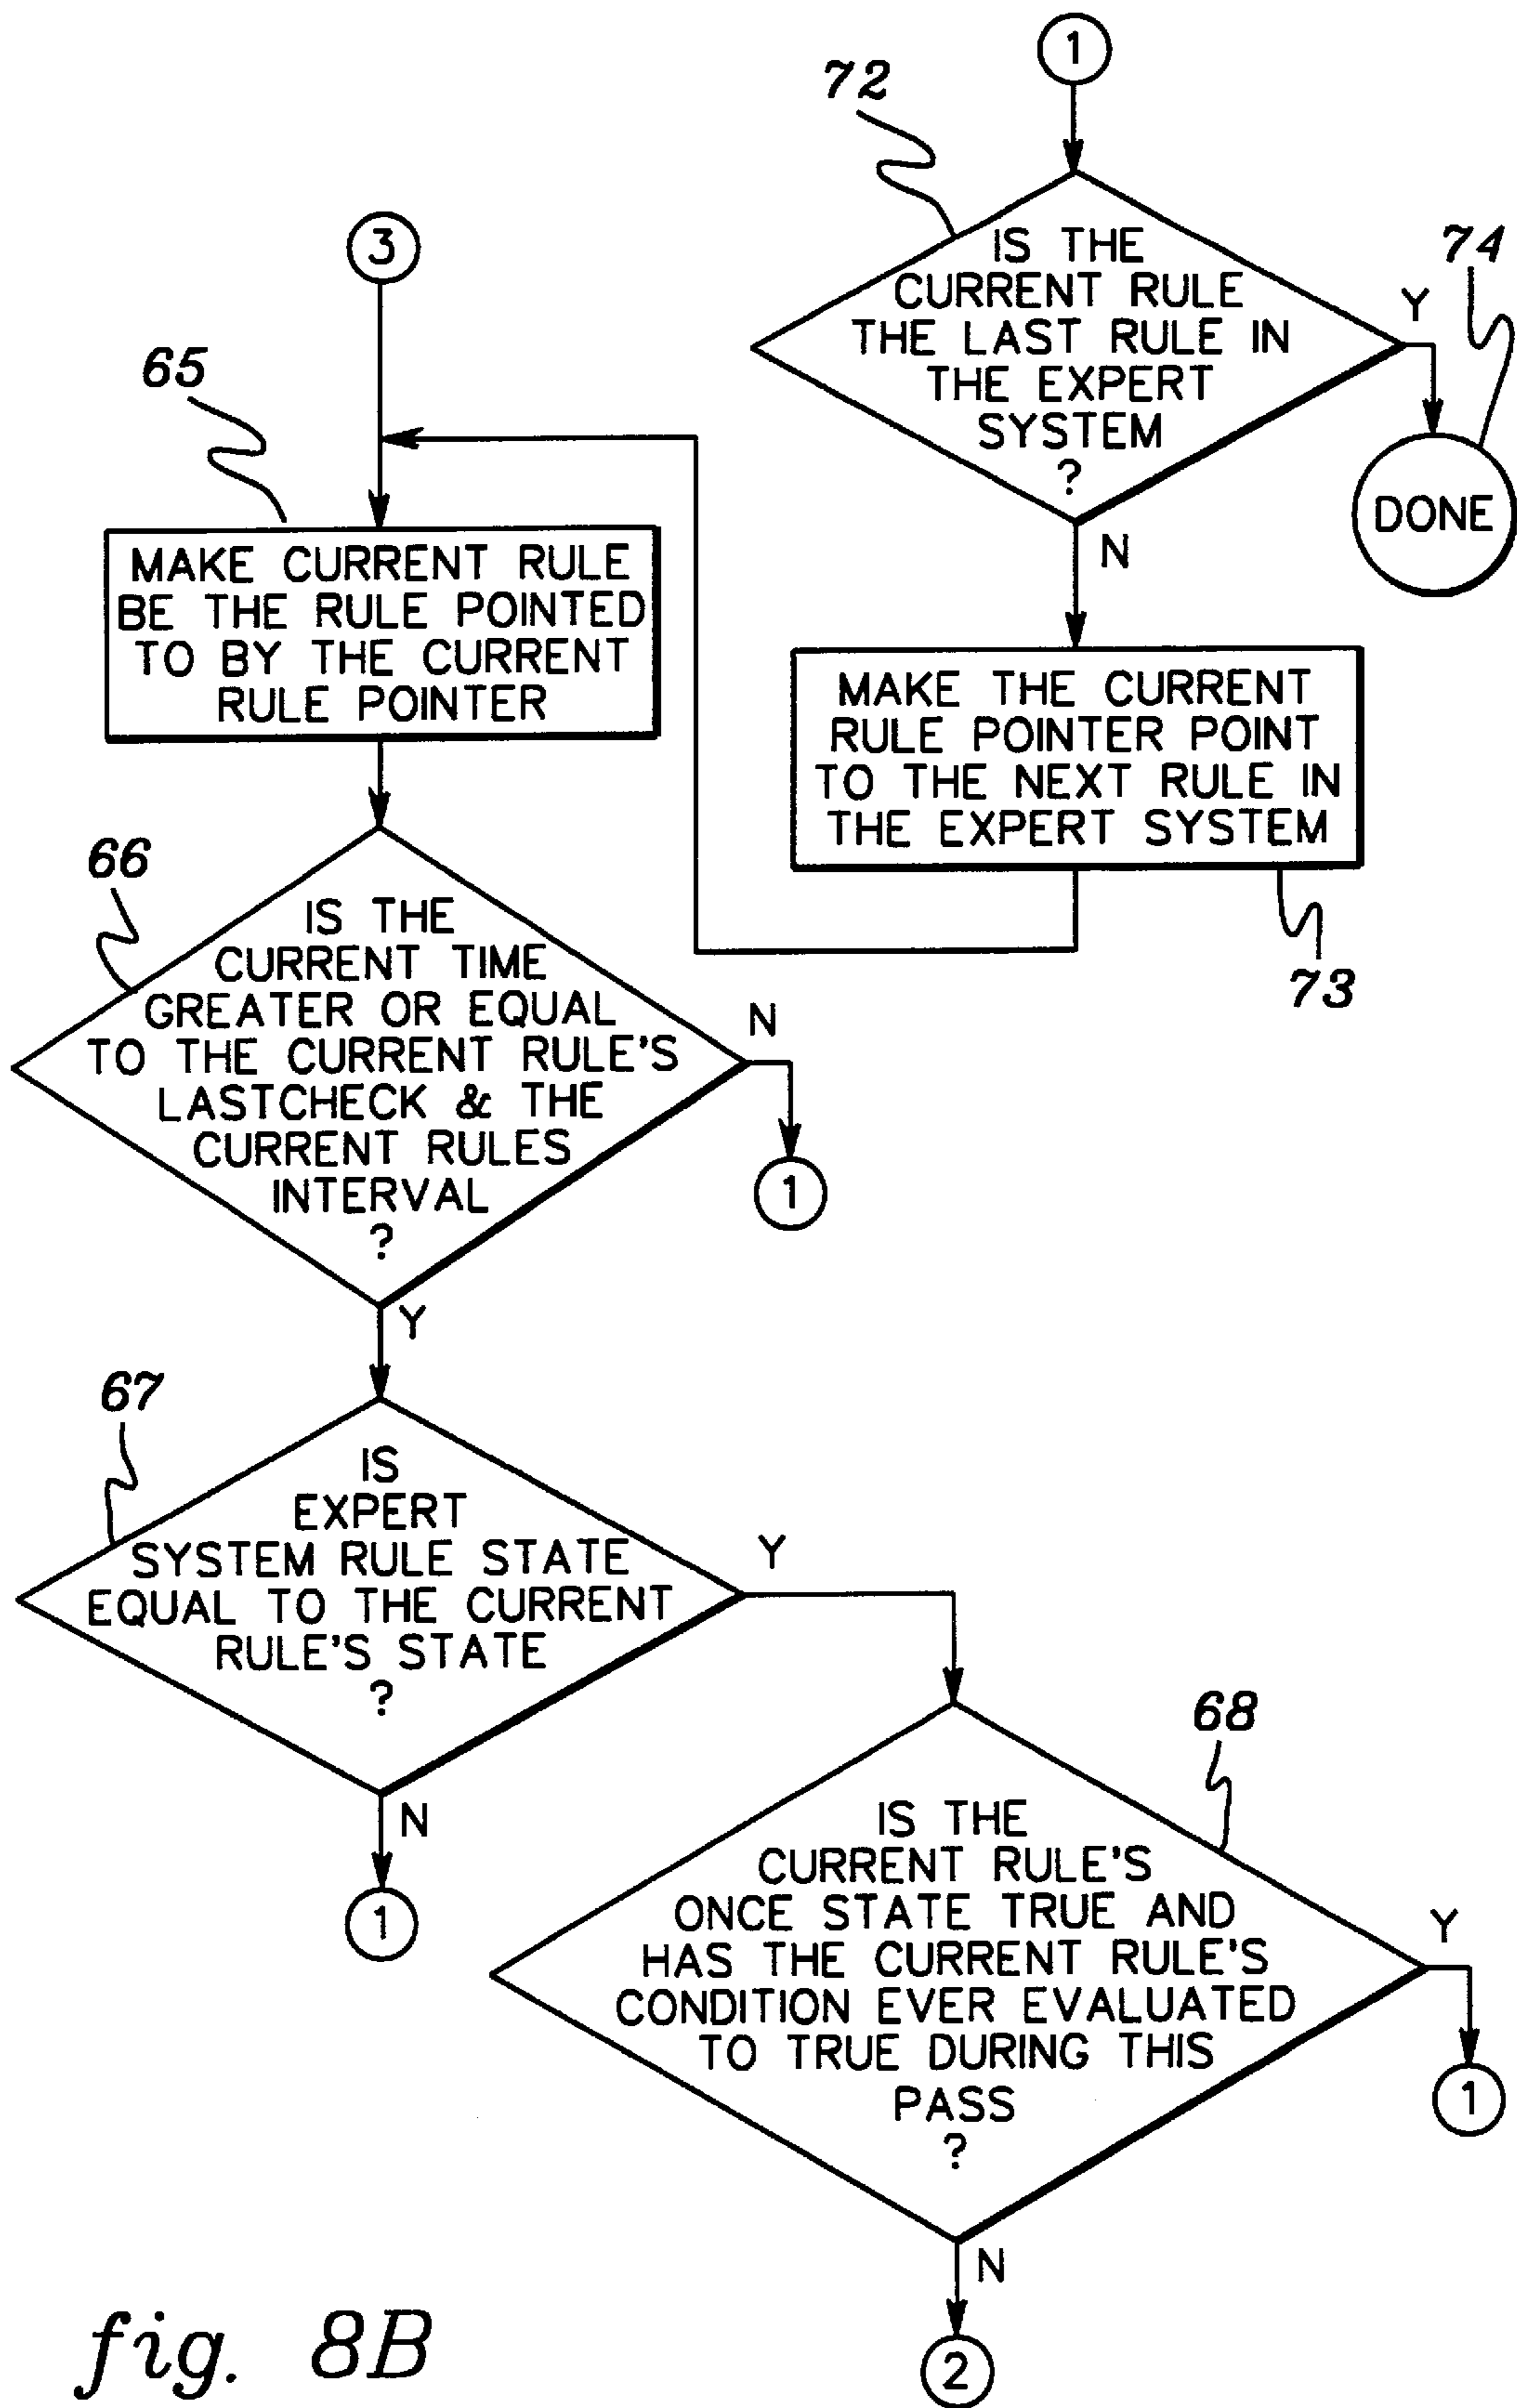 1
72
IS THE
CURRENT RULE
THE LAST RULE IN
THE EXPERT
SYSTEM
?
Y
74
DONE
N
MAKE THE CURRENT
RULE POINTER POINT
TO THE NEXT RULE IN
THE EXPERT SYSTEM
73
3
65
MAKE CURRENT RULE
BE THE RULE POINTED
TO BY THE CURRENT
RULE POINTER
66
IS THE
CURRENT TIME
GREATER OR EQUAL
TO THE CURRENT RULE'S
LASTCHECK & THE
CURRENT RULES
INTERVAL
?
N
1
Y
67
IS
EXPERT
SYSTEM RULE STATE
EQUAL TO THE CURRENT
RULE'S STATE
?
Y
N
1
68
IS THE
CURRENT RULE'S
ONCE STATE TRUE AND
HAS THE CURRENT RULE'S
CONDITION EVER EVALUATED
TO TRUE DURING THIS
PASS
?
Y
1
N
2
fig. 8B